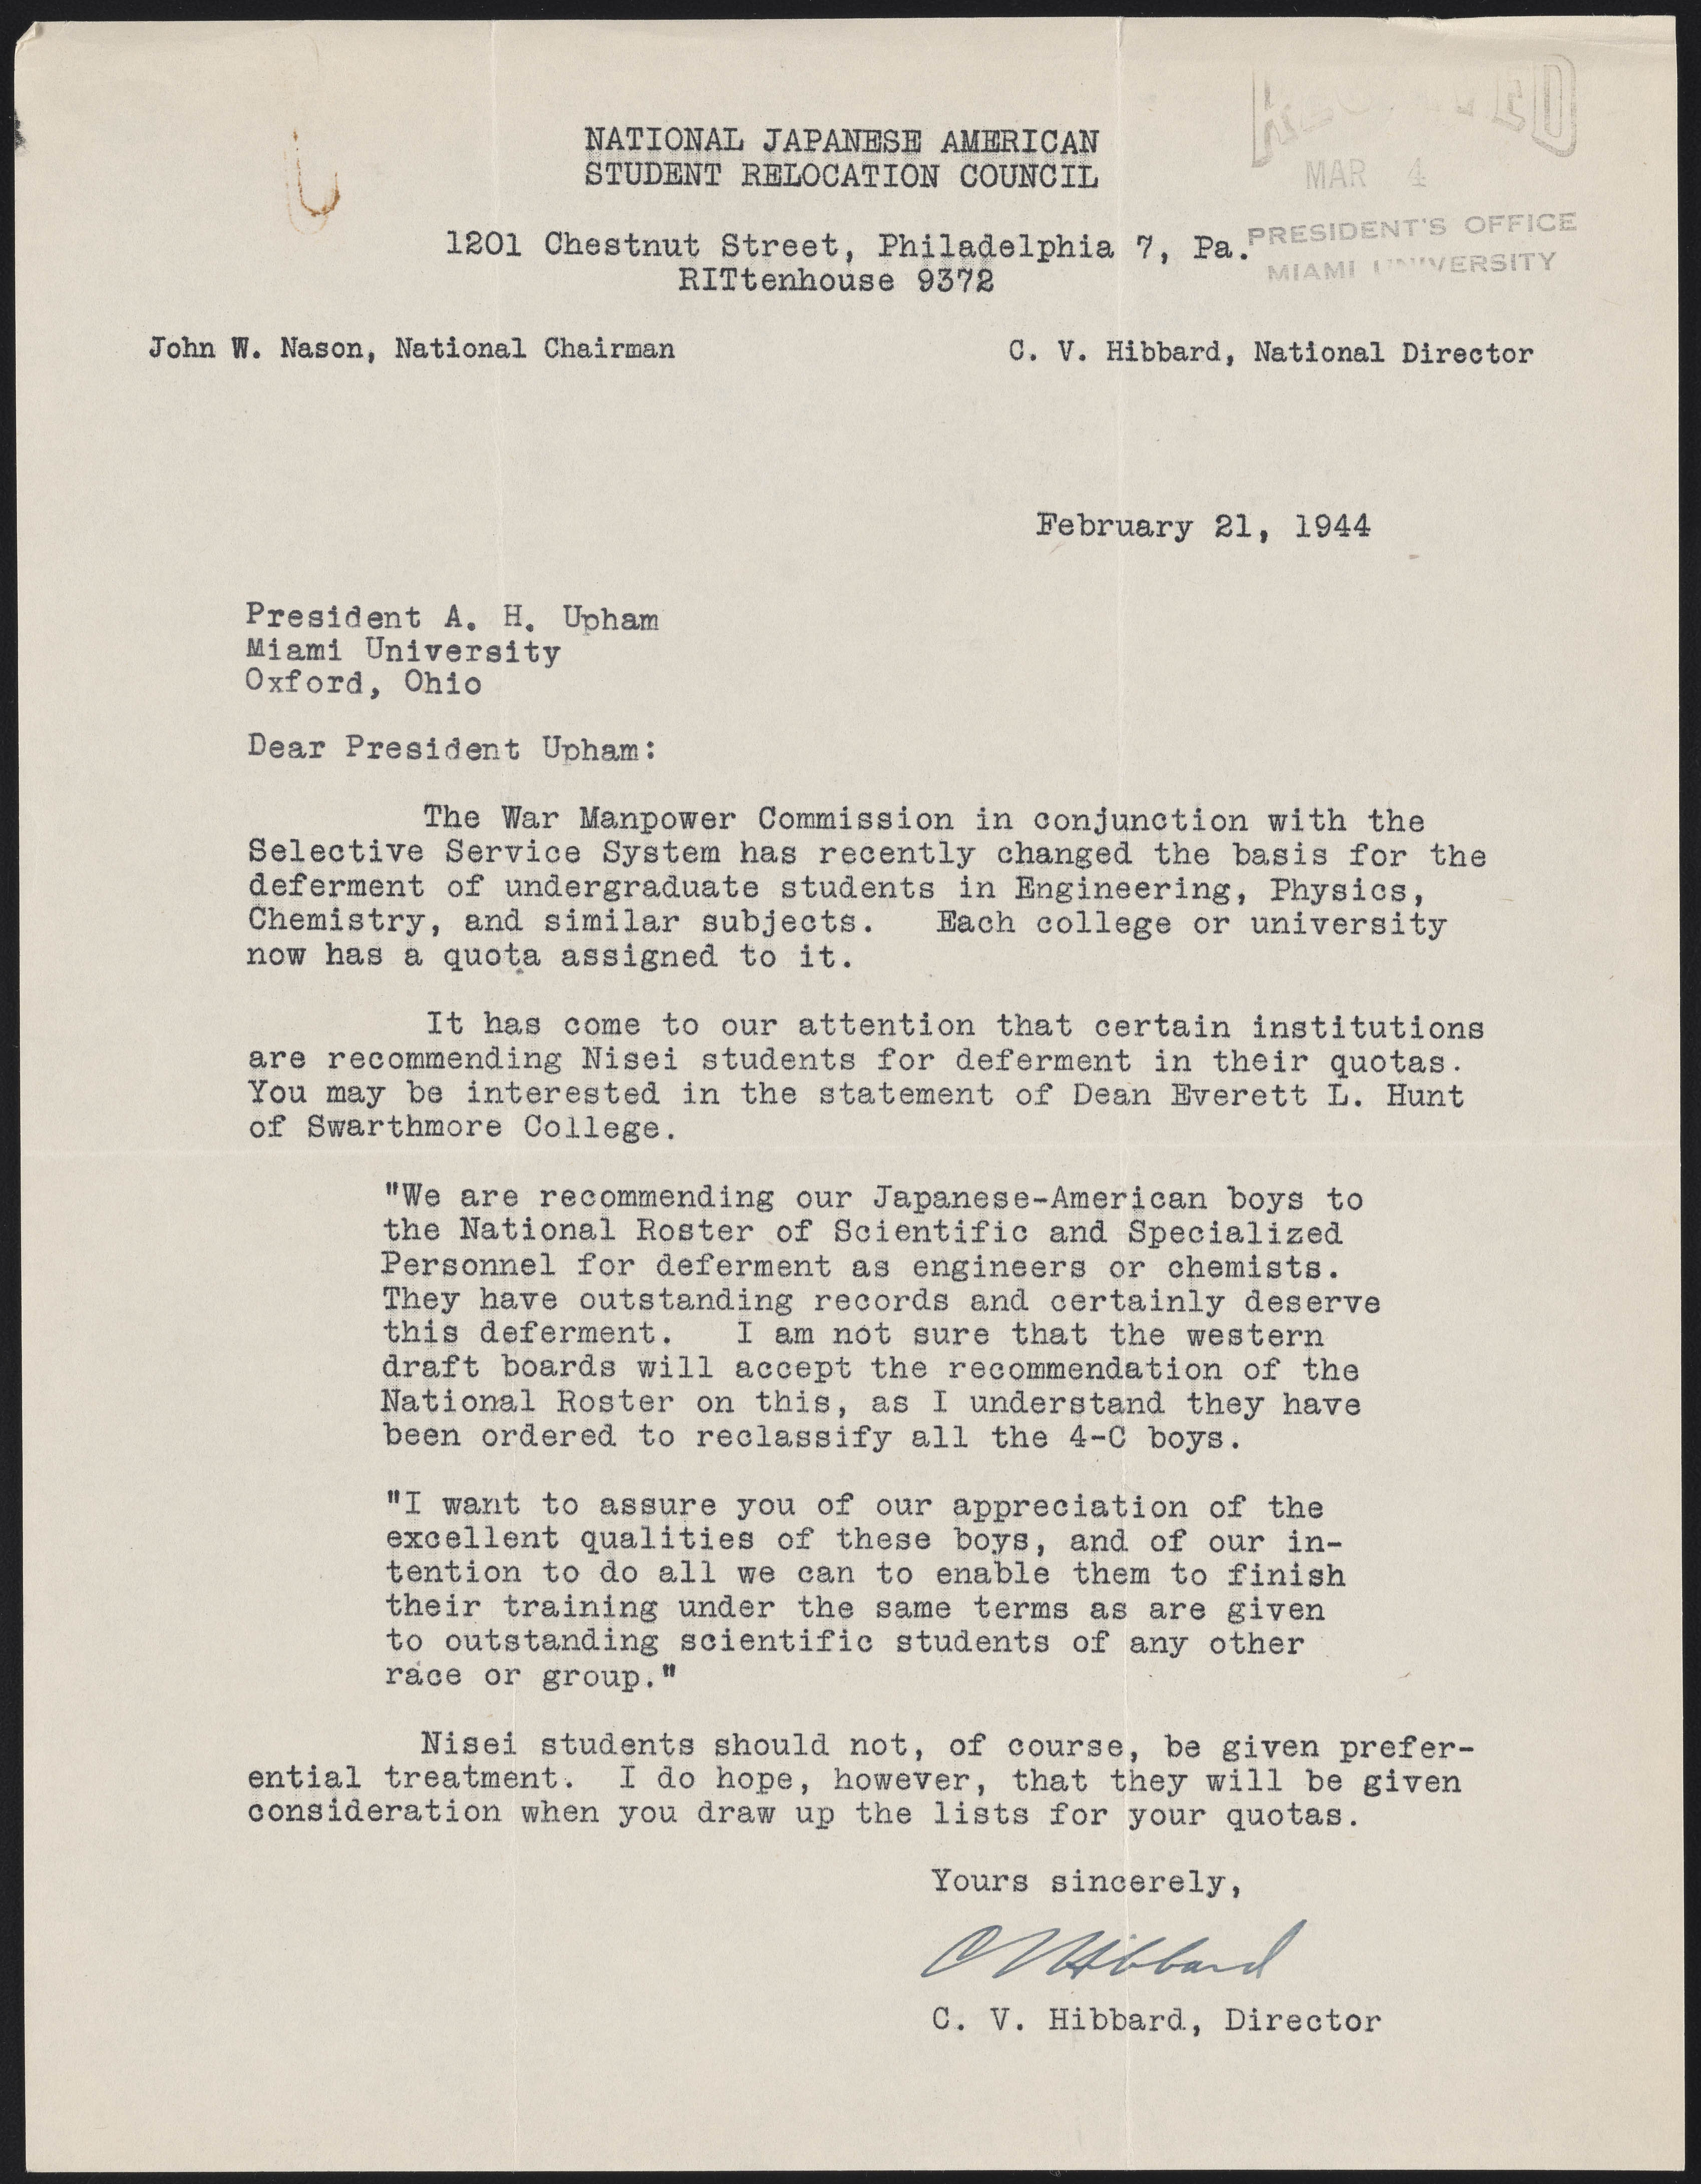 NATIONAL JAPANESE AMERICAN
STUDENT RELOCATION COUNCIL
1201 Chestnut Street, Philadelphia 7, Pa.
RITtenhouse 9372
MAR 4
PRESIDENT'S OFFICE
MIAMI UNIVERSITY
John W. Nason, National Chairman
C. V. Hibbard, National Director
February 21, 1944
President A. H. Upham
Miami University
Oxford, Ohio
Dear President Upham:
The War Manpower Commission in conjunction with the
Selective Service System has recently changed the basis for the
deferment of undergraduate students in Engineering, Physics,
Chemistry, and similar subjects. Each college or university
now has a quota assigned to it.
It has come to our attention that certain institutions
are recommending Nisei students for deferment in their quotas.
You may be interested in the statement of Dean Everett L. Hunt
of Swarthmore College.
"We are recommending our Japanese-American boys to
the National Roster of Scientific and Specialized
Personnel for deferment as engineers or chemists.
They have outstanding records and certainly deserve
this deferment. I am not sure that the western
draft boards will accept the recommendation of the
National Roster on this, as I understand they have
been ordered to reclassify all the 4-C boys.
"I want to assure you of our appreciation of the
excellent qualities of these boys, and of our in-
tention to do all we can to enable them to finish
their training under the same terms as are given
to outstanding scientific students of any other
race or group."
Nisei students should not, of course, be given prefer-
ential treatment. I do hope, however, that they will be given
consideration when you draw up the lists for your quotas.
Yours sincerely,
C V Hibbard
C. V. Hibbard, Director